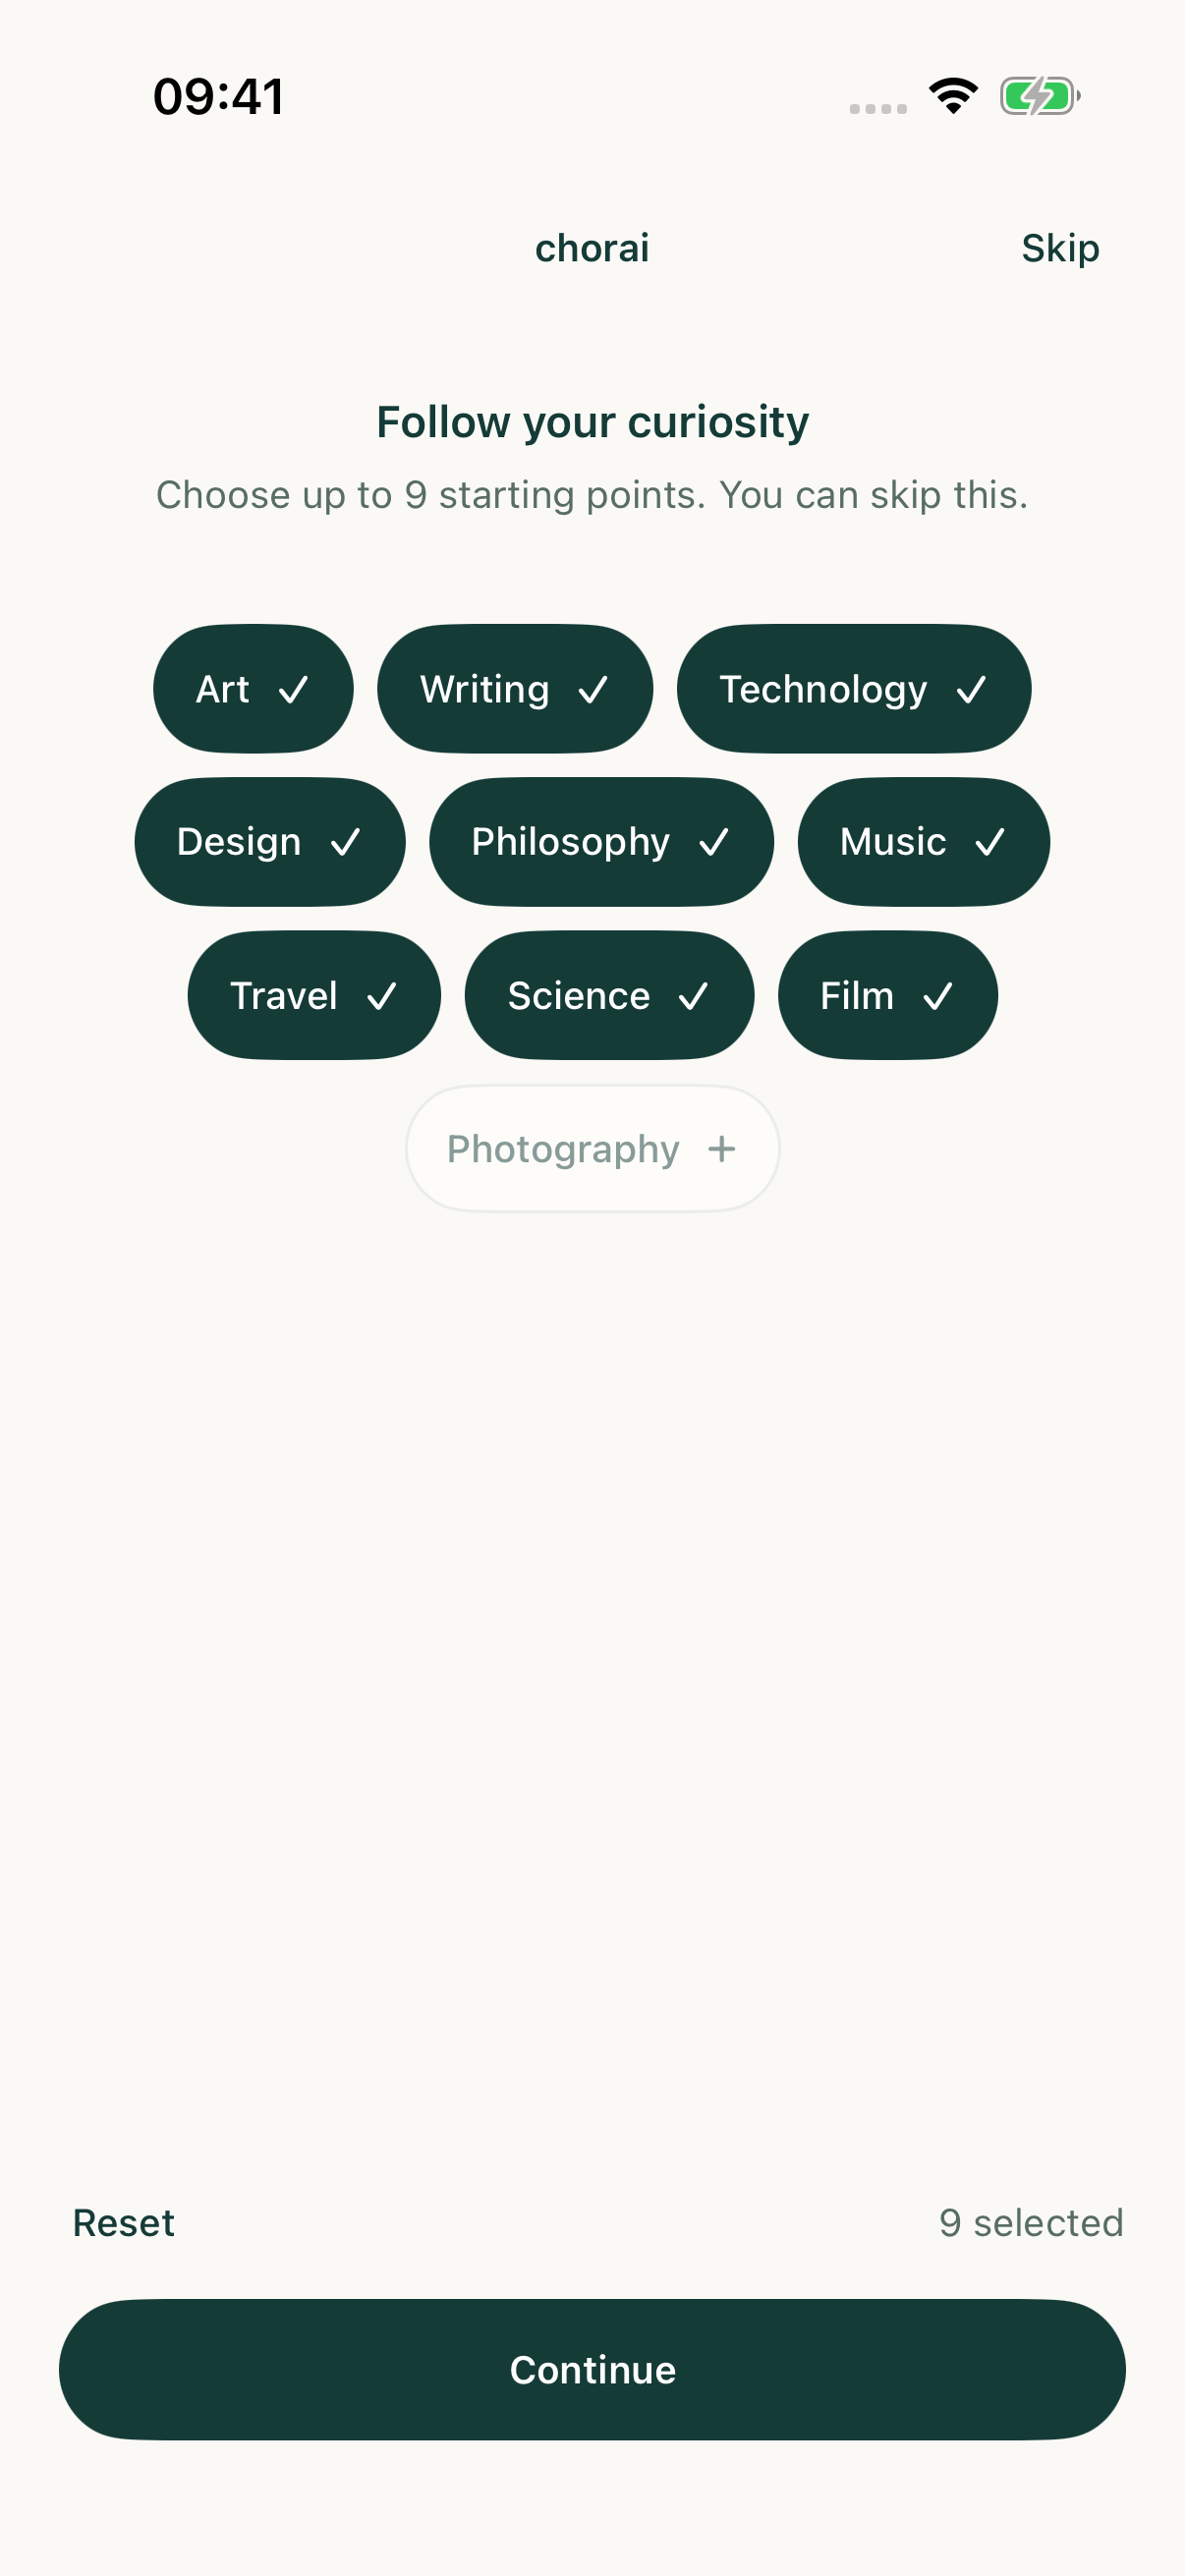 09:41
chorai Skip
Follow your curiosity
Choose up to 9 starting points. You can skip this.
Art Writing Technology
Design Philosophy Music
Travel Science Film
Photography
Reset 9 selected
Continue